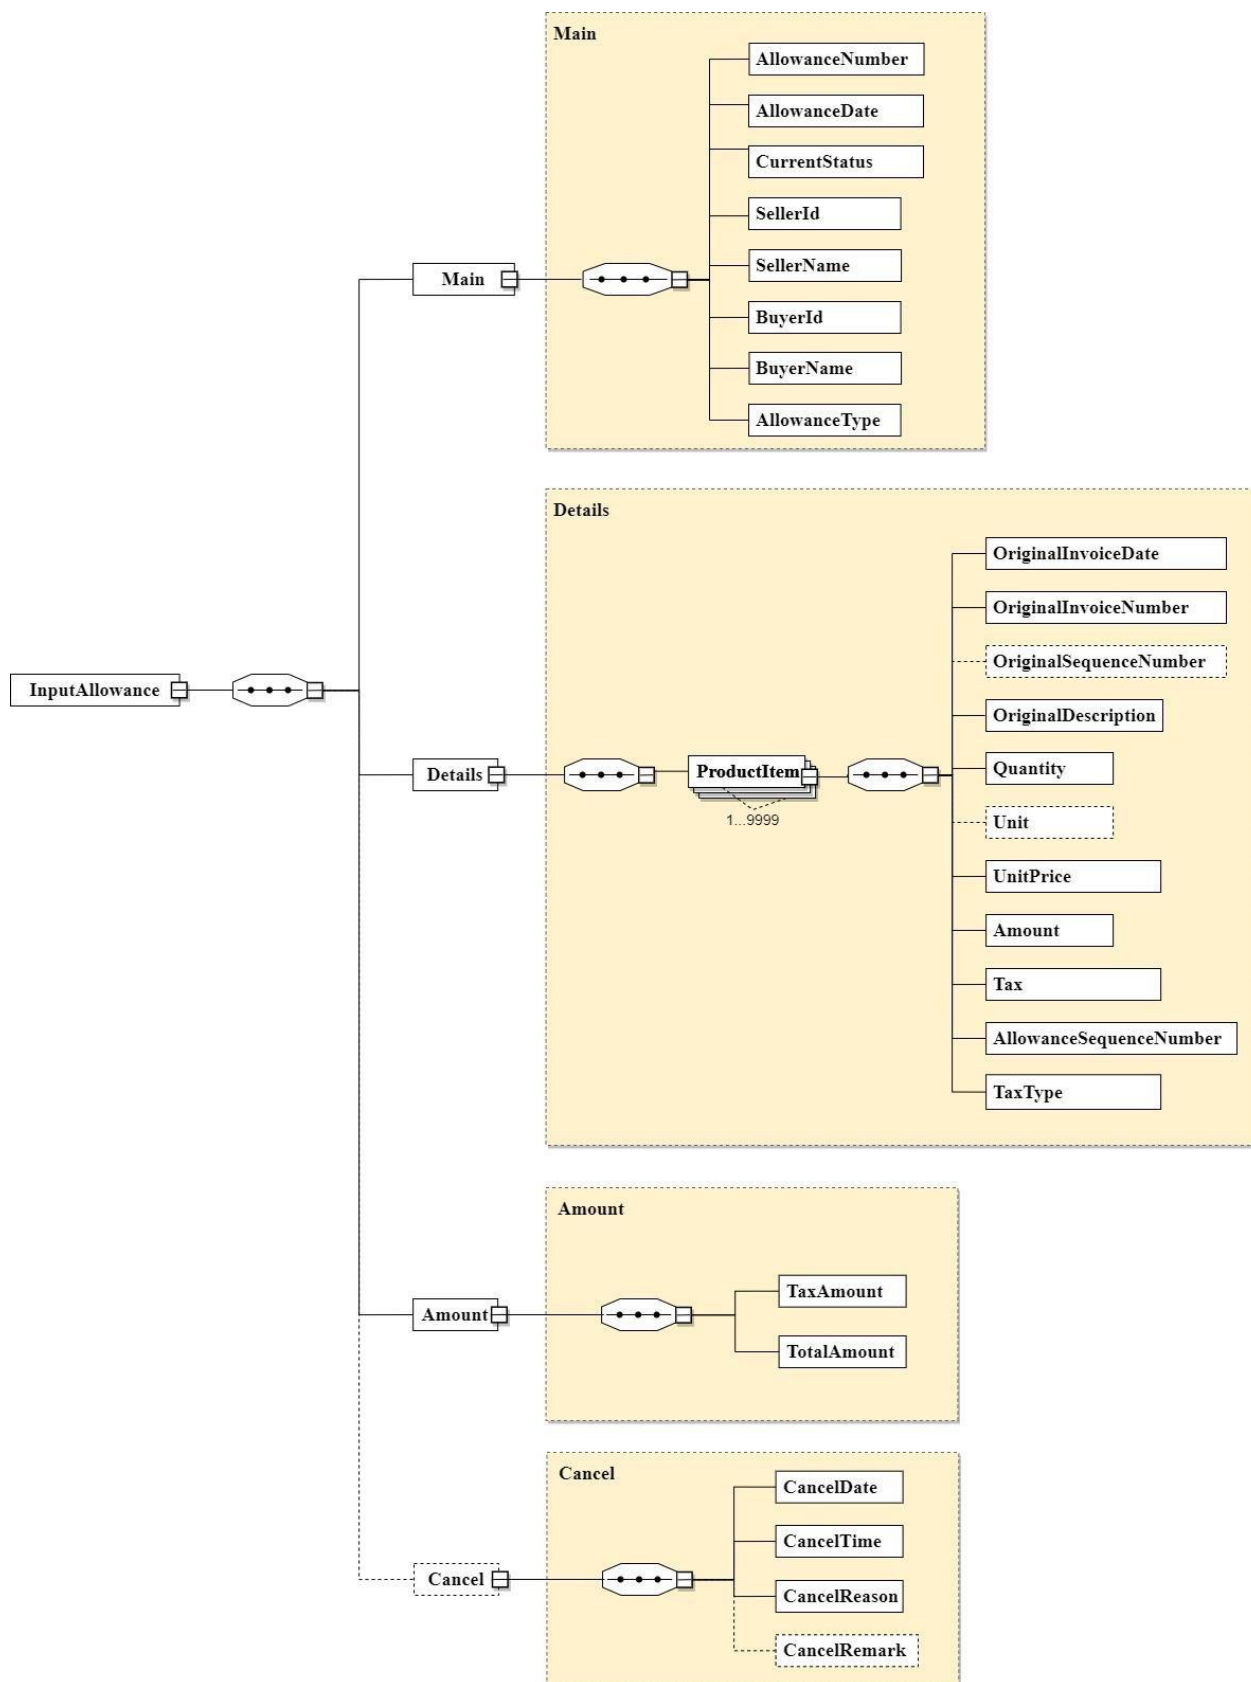 Main
AllowanceNumber
AllowanceDate
CurrentStatus
SellerId
SellerName
Main
BuyerId
BuyerName
AllowanceType
Details
OriginalInvoiceDate
OriginalInvoiceNumber
OriginalSequenceNumber
InputAllowance
OriginalDescription
Details
ProductItem
1...9999
Quantity
Unit
UnitPrice
Amount
Tax
AllowanceSequenceNumber
TaxType
Amount
TaxAmount
Amount
TotalAmount
Cancel
CancelDate
CancelTime
Cancel
CancelReason
CancelRemark